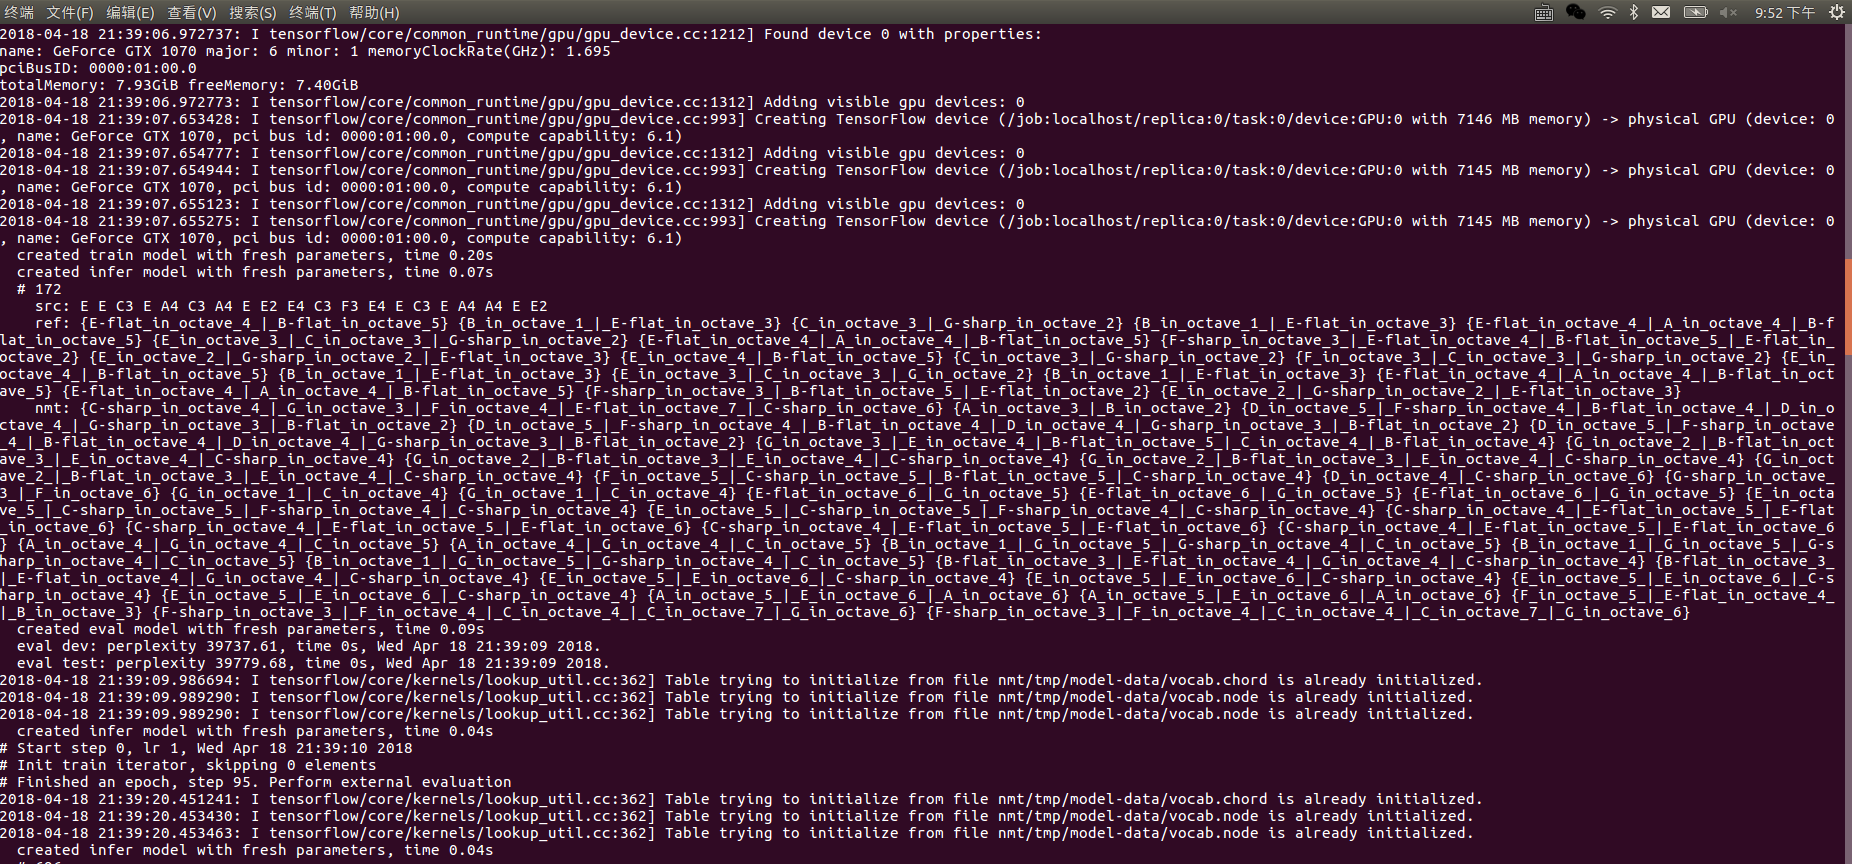 终端 文件(F) 编辑(E) 查看(V) 搜索(S) 终端(T) 帮助(H) 9:52 下午
2018-04-18 21:39:06.972737: I tensorflow/core/common_runtime/gpu/gpu_device.cc:1212] Found device 0 with properties:
name: GeForce GTX 1070 major: 6 minor: 1 memoryClockRate(GHz): 1.695
pciBusID: 0000:01:00.0
totalMemory: 7.93GiB freeMemory: 7.40GiB
2018-04-18 21:39:06.972773: I tensorflow/core/common_runtime/gpu/gpu_device.cc:1312] Adding visible gpu devices: 0
2018-04-18 21:39:07.653428: I tensorflow/core/common_runtime/gpu/gpu_device.cc:993] Creating TensorFlow device (/job:localhost/replica:0/task:0/device:GPU:0 with 7146 MB memory) -> physical GPU (device: 0
, name: GeForce GTX 1070, pci bus id: 0000:01:00.0, compute capability: 6.1)
2018-04-18 21:39:07.654777: I tensorflow/core/common_runtime/gpu/gpu_device.cc:1312] Adding visible gpu devices: 0
2018-04-18 21:39:07.654944: I tensorflow/core/common_runtime/gpu/gpu_device.cc:993] Creating TensorFlow device (/job:localhost/replica:0/task:0/device:GPU:0 with 7145 MB memory) -> physical GPU (device: 0
, name: GeForce GTX 1070, pci bus id: 0000:01:00.0, compute capability: 6.1)
2018-04-18 21:39:07.655123: I tensorflow/core/common_runtime/gpu/gpu_device.cc:1312] Adding visible gpu devices: 0
2018-04-18 21:39:07.655275: I tensorflow/core/common_runtime/gpu/gpu_device.cc:993] Creating TensorFlow device (/job:localhost/replica:0/task:0/device:GPU:0 with 7145 MB memory) -> physical GPU (device: 0
, name: GeForce GTX 1070, pci bus id: 0000:01:00.0, compute capability: 6.1)
created train model with fresh parameters, time 0.20s
created infer model with fresh parameters, time 0.07s
# 172
src: E E C3 E A4 C3 A4 E E2 E4 C3 F3 E4 E C3 E A4 A4 E E2
ref: {E-flat_in_octave_4_|_B-flat_in_octave_5} {B_in_octave_1_|_E-flat_in_octave_3} {C_in_octave_3_|_G-sharp_in_octave_2} {B_in_octave_1_|_E-flat_in_octave_3} {E-flat_in_octave_4_|_A_in_octave_4_|_B-f
lat_in_octave_5} {E_in_octave_3_|_C_in_octave_3_|_G-sharp_in_octave_2} {E-flat_in_octave_4_|_A_in_octave_4_|_B-flat_in_octave_5} {F-sharp_in_octave_3_|_E-flat_in_octave_4_|_B-flat_in_octave_5_|_E-flat_in_
octave_2} {E_in_octave_2_|_G-sharp_in_octave_2_|_E-flat_in_octave_3} {E_in_octave_4_|_B-flat_in_octave_5} {C_in_octave_3_|_G-sharp_in_octave_2} {F_in_octave_3_|_C_in_octave_3_|_G-sharp_in_octave_2} {E_in_
octave_4_|_B-flat_in_octave_5} {B_in_octave_1_|_E-flat_in_octave_3} {E_in_octave_3_|_C_in_octave_3_|_G_in_octave_2} {B_in_octave_1_|_E-flat_in_octave_3} {E-flat_in_octave_4_|_A_in_octave_4_|_B-flat_in_oct
ave_5} {E-flat_in_octave_4_|_A_in_octave_4_|_B-flat_in_octave_5} {F-sharp_in_octave_3_|_B-flat_in_octave_5_|_E-flat_in_octave_2} {E_in_octave_2_|_G-sharp_in_octave_2_|_E-flat_in_octave_3}
nmt: {C-sharp_in_octave_4_|_G_in_octave_3_|_F_in_octave_4_|_E-flat_in_octave_7_|_C-sharp_in_octave_6} {A_in_octave_3_|_B_in_octave_2} {D_in_octave_5_|_F-sharp_in_octave_4_|_B-flat_in_octave_4_|_D_in_o
ctave_4_|_G-sharp_in_octave_3_|_B-flat_in_octave_2} {D_in_octave_5_|_F-sharp_in_octave_4_|_B-flat_in_octave_4_|_D_in_octave_4_|_G-sharp_in_octave_3_|_B-flat_in_octave_2} {D_in_octave_5_|_F-sharp_in_octave
_4_|_B-flat_in_octave_4_|_D_in_octave_4_|_G-sharp_in_octave_3_|_B-flat_in_octave_2} {G_in_octave_3_|_E_in_octave_4_|_B-flat_in_octave_5_|_C_in_octave_4_|_B-flat_in_octave_4} {G_in_octave_2_|_B-flat_in_oct
ave_3_|_E_in_octave_4_|_C-sharp_in_octave_4} {G_in_octave_2_|_B-flat_in_octave_3_|_E_in_octave_4_|_C-sharp_in_octave_4} {G_in_octave_2_|_B-flat_in_octave_3_|_E_in_octave_4_|_C-sharp_in_octave_4} {G_in_oct
ave_2_|_B-flat_in_octave_3_|_E_in_octave_4_|_C-sharp_in_octave_4} {F_in_octave_5_|_C-sharp_in_octave_5_|_B-flat_in_octave_5_|_C-sharp_in_octave_4} {D_in_octave_4_|_C-sharp_in_octave_6} {G-sharp_in_octave_
3_|_F_in_octave_6} {G_in_octave_1_|_C_in_octave_4} {G_in_octave_1_|_C_in_octave_4} {E-flat_in_octave_6_|_G_in_octave_5} {E-flat_in_octave_6_|_G_in_octave_5} {E-flat_in_octave_6_|_G_in_octave_5} {E_in_octa
ve_5_|_C-sharp_in_octave_5_|_F-sharp_in_octave_4_|_C-sharp_in_octave_4} {E_in_octave_5_|_C-sharp_in_octave_5_|_F-sharp_in_octave_4_|_C-sharp_in_octave_4} {C-sharp_in_octave_4_|_E-flat_in_octave_5_|_E-flat
_in_octave_6} {C-sharp_in_octave_4_|_E-flat_in_octave_5_|_E-flat_in_octave_6} {C-sharp_in_octave_4_|_E-flat_in_octave_5_|_E-flat_in_octave_6} {C-sharp_in_octave_4_|_E-flat_in_octave_5_|_E-flat_in_octave_6
} {A_in_octave_4_|_G_in_octave_4_|_C_in_octave_5} {A_in_octave_4_|_G_in_octave_4_|_C_in_octave_5} {B_in_octave_1_|_G_in_octave_5_|_G-sharp_in_octave_4_|_C_in_octave_5} {B_in_octave_1_|_G_in_octave_5_|_G-s
harp_in_octave_4_|_C_in_octave_5} {B_in_octave_1_|_G_in_octave_5_|_G-sharp_in_octave_4_|_C_in_octave_5} {B-flat_in_octave_3_|_E-flat_in_octave_4_|_G_in_octave_4_|_C-sharp_in_octave_4} {B-flat_in_octave_3_
|_E-flat_in_octave_4_|_G_in_octave_4_|_C-sharp_in_octave_4} {E_in_octave_5_|_E_in_octave_6_|_C-sharp_in_octave_4} {E_in_octave_5_|_E_in_octave_6_|_C-sharp_in_octave_4} {E_in_octave_5_|_E_in_octave_6_|_C-s
harp_in_octave_4} {E_in_octave_5_|_E_in_octave_6_|_C-sharp_in_octave_4} {A_in_octave_5_|_E_in_octave_6_|_A_in_octave_6} {A_in_octave_5_|_E_in_octave_6_|_A_in_octave_6} {F_in_octave_5_|_E-flat_in_octave_4_
|_B_in_octave_3} {F-sharp_in_octave_3_|_F_in_octave_4_|_C_in_octave_4_|_C_in_octave_7_|_G_in_octave_6} {F-sharp_in_octave_3_|_F_in_octave_4_|_C_in_octave_4_|_C_in_octave_7_|_G_in_octave_6}
created eval model with fresh parameters, time 0.09s
eval dev: perplexity 39737.61, time 0s, Wed Apr 18 21:39:09 2018.
eval test: perplexity 39779.68, time 0s, Wed Apr 18 21:39:09 2018.
2018-04-18 21:39:09.986694: I tensorflow/core/kernels/lookup_util.cc:362] Table trying to initialize from file nmt/tmp/model-data/vocab.chord is already initialized.
2018-04-18 21:39:09.989290: I tensorflow/core/kernels/lookup_util.cc:362] Table trying to initialize from file nmt/tmp/model-data/vocab.node is already initialized.
2018-04-18 21:39:09.989290: I tensorflow/core/kernels/lookup_util.cc:362] Table trying to initialize from file nmt/tmp/model-data/vocab.node is already initialized.
created infer model with fresh parameters, time 0.04s
# Start step 0, lr 1, Wed Apr 18 21:39:10 2018
# Init train iterator, skipping 0 elements
# Finished an epoch, step 95. Perform external evaluation
2018-04-18 21:39:20.451241: I tensorflow/core/kernels/lookup_util.cc:362] Table trying to initialize from file nmt/tmp/model-data/vocab.chord is already initialized.
2018-04-18 21:39:20.453430: I tensorflow/core/kernels/lookup_util.cc:362] Table trying to initialize from file nmt/tmp/model-data/vocab.node is already initialized.
2018-04-18 21:39:20.453463: I tensorflow/core/kernels/lookup_util.cc:362] Table trying to initialize from file nmt/tmp/model-data/vocab.node is already initialized.
created infer model with fresh parameters, time 0.04s